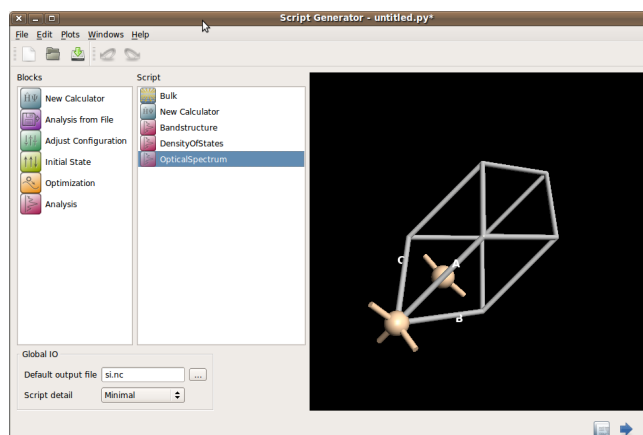 Script Generator - untitled.py*
File Edit Plots Windows Help
Blocks
Script
New Calculator
Analysis from File
Adjust Configuration
Initial State
Optimization
Analysis
Bulk
New Calculator
Bandstructure
DensityOfStates
OpticalSpectrum
C
A
B
Global IO
Default output file si.nc ...
Script detail Minimal